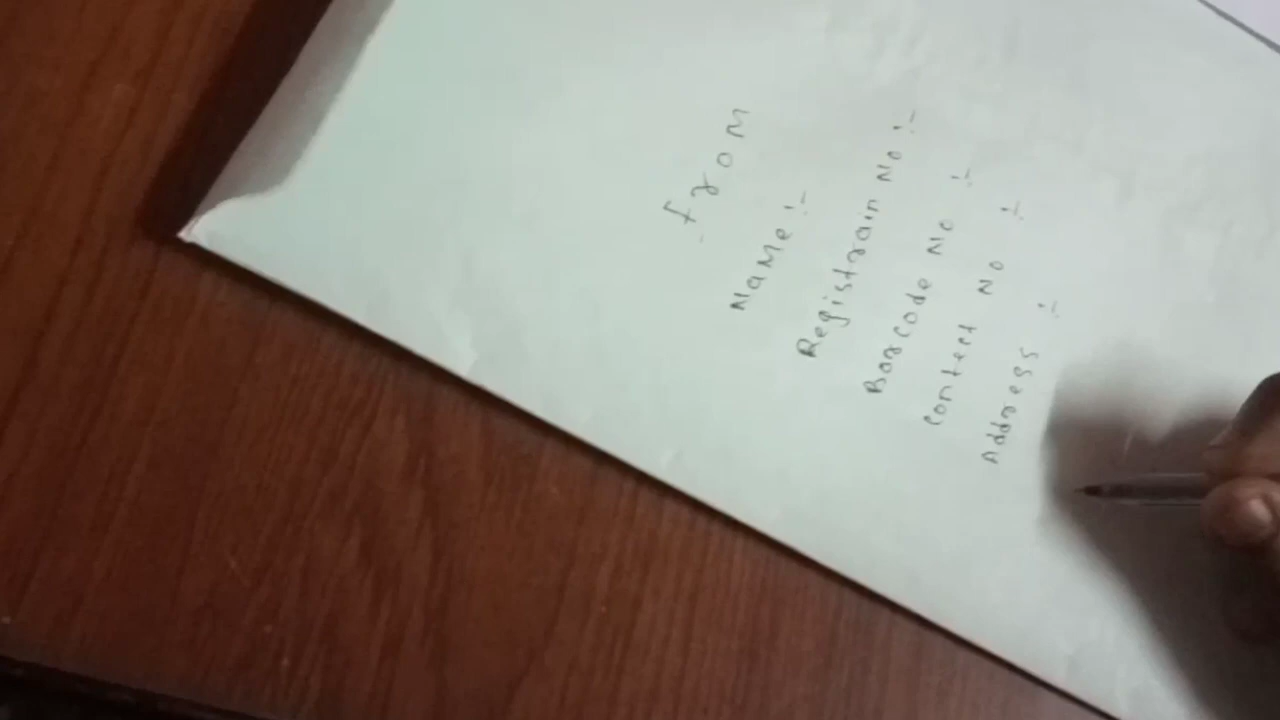 from
Name :-
Registrain No :-
Barcode No :-
Contect No :-
Address :-